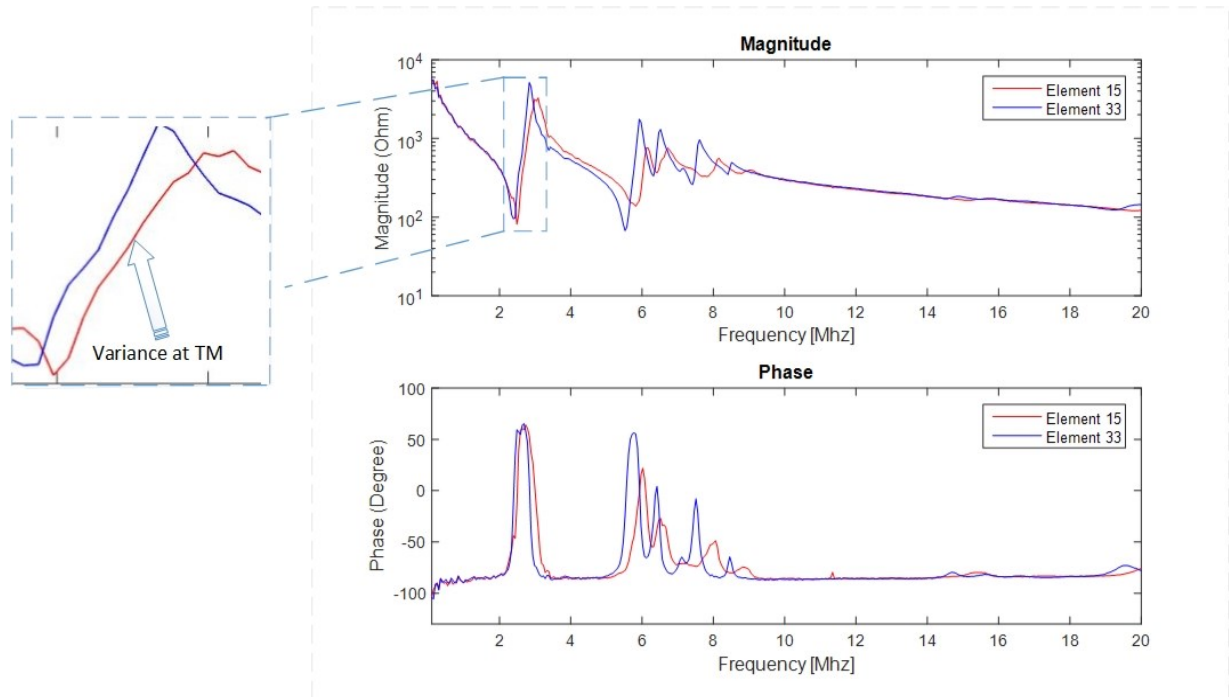 Variance at TM
Magnitude
Magnitude (Ohm)
10^4
10^3
10^2
10^1
Element 15
Element 33
2 4 6 8 10 12 14 16 18 20
Frequency [Mhz]
Phase
Phase (Degree)
100
50
0
-50
-100
Element 15
Element 33
2 4 6 8 10 12 14 16 18 20
Frequency [Mhz]